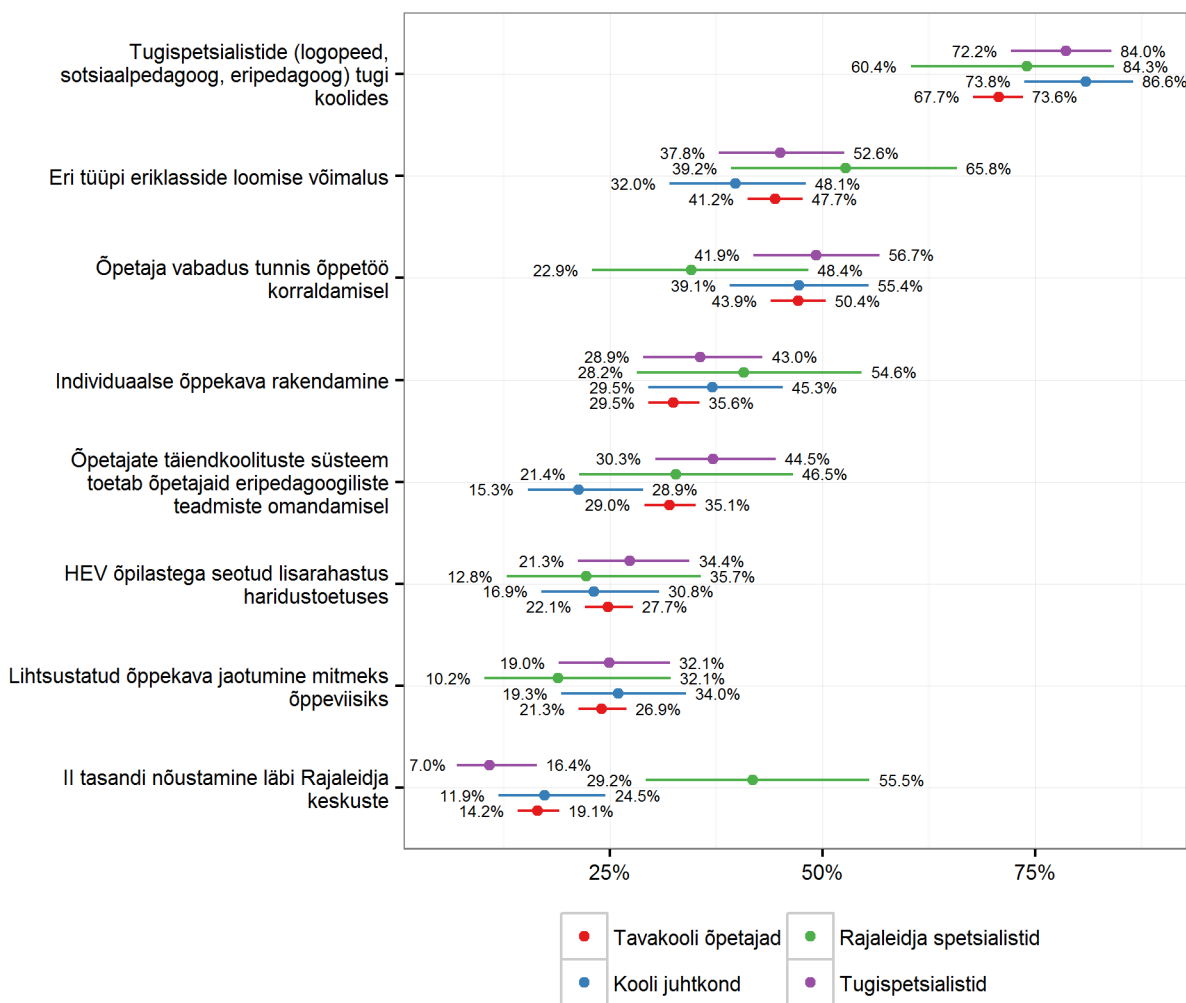 Tugispetsialistide (logopeed,
sotsiaalpedagoog, eripedagoog) tugi
koolides
72.2% 84.0%
60.4% 84.3%
73.8% 86.6%
67.7% 73.6%
Eri tüüpi eriklasside loomise võimalus
37.8% 52.6%
39.2% 65.8%
32.0% 48.1%
41.2% 47.7%
Õpetaja vabadus tunnis õppetöö
korraldamisel
41.9% 56.7%
22.9% 48.4%
39.1% 55.4%
43.9% 50.4%
Individuaalse õppekava rakendamine
28.9% 43.0%
28.2% 54.6%
29.5% 45.3%
29.5% 35.6%
Õpetajate täiendkoolituste süsteem
toetab õpetajaid eripedagoogiliste
teadmiste omandamisel
30.3% 44.5%
21.4% 46.5%
15.3% 28.9%
29.0% 35.1%
HEV õpilastega seotud lisarahastus
haridustoetuses
21.3% 34.4%
12.8% 35.7%
16.9% 30.8%
22.1% 27.7%
Lihtsustatud õppekava jaotumine mitmeks
õppeviisiks
19.0% 32.1%
10.2% 32.1%
19.3% 34.0%
21.3% 26.9%
II tasandi nõustamine läbi Rajaleidja
keskuste
7.0% 16.4%
29.2% 55.5%
11.9% 24.5%
14.2% 19.1%
25% 50% 75%
Tavakooli õpetajad Rajaleidja spetsialistid
Kooli juhtkond Tugispetsialistid